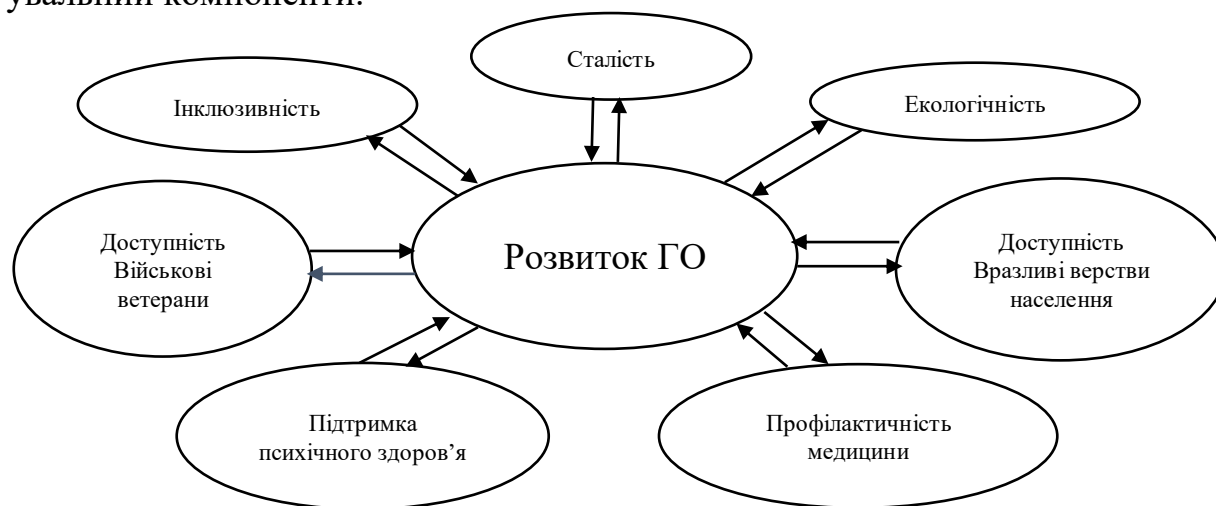 увальний компоненти.
Сталість
Інклюзивність
Екологічність
Доступність
Військові
ветерани
Розвиток ГО
Доступність
Вразливі верстви
населення
Підтримка
психічного здоров’я
Профілактичність
медицини